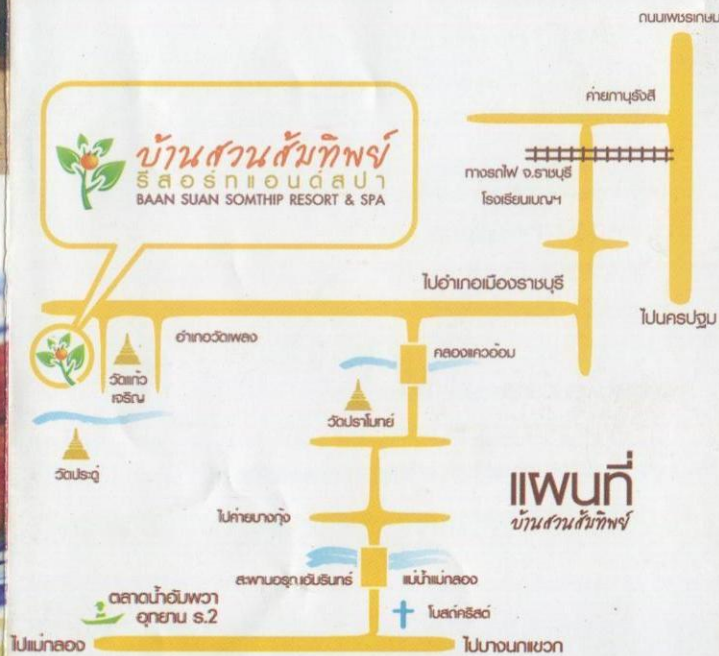 ถนนเพชรเกษม
ค่ายภาณุรังสี
บ้านสวนส้มทิพย์
รีสอร์ทแอนด์สปา
BAAN SUAN SOMTHIP RESORT & SPA
ทางรถไฟ จ.ราชบุรี
โรงเรียนเบญฯ
ไปอำเภอเมืองราชบุรี
ไปนครปฐม
อำเภอวัดเพลง
คลองแควอ้อม
วัดแก้ว
เจริญ
วัดปราโมทย์
วัดประดู่
แผนที่
บ้านสวนส้มทิพย์
ไปค่ายบางกุ้ง
สะพานอรุณอัมรินทร์
แม่น้ำแม่กลอง
ตลาดน้ำอัมพวา
อุทยาน ร.2
โบสถ์คริสต์
ไปแม่กลอง
ไปบางนกแขวก